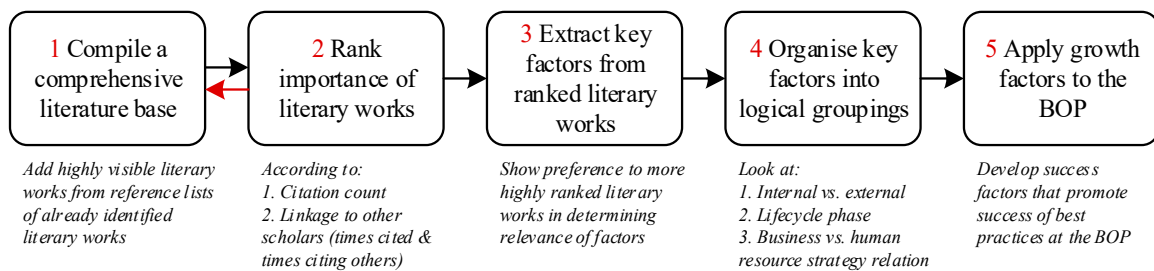 1 Compile a
comprehensive
literature base
2 Rank
importance of
literary works
3 Extract key
factors from
ranked literary
works
4 Organise key
factors into
logical groupings
5 Apply growth
factors to the
BOP
Add highly visible literary
works from reference lists
of already identified
literary works
According to:
1. Citation count
2. Linkage to other
scholars (times cited &
times citing others)
Show preference to more
highly ranked literary
works in determining
relevance of factors
Look at:
1. Internal vs. external
2. Lifecycle phase
3. Business vs. human
resource strategy relation
Develop success
factors that promote
success of best
practices at the BOP